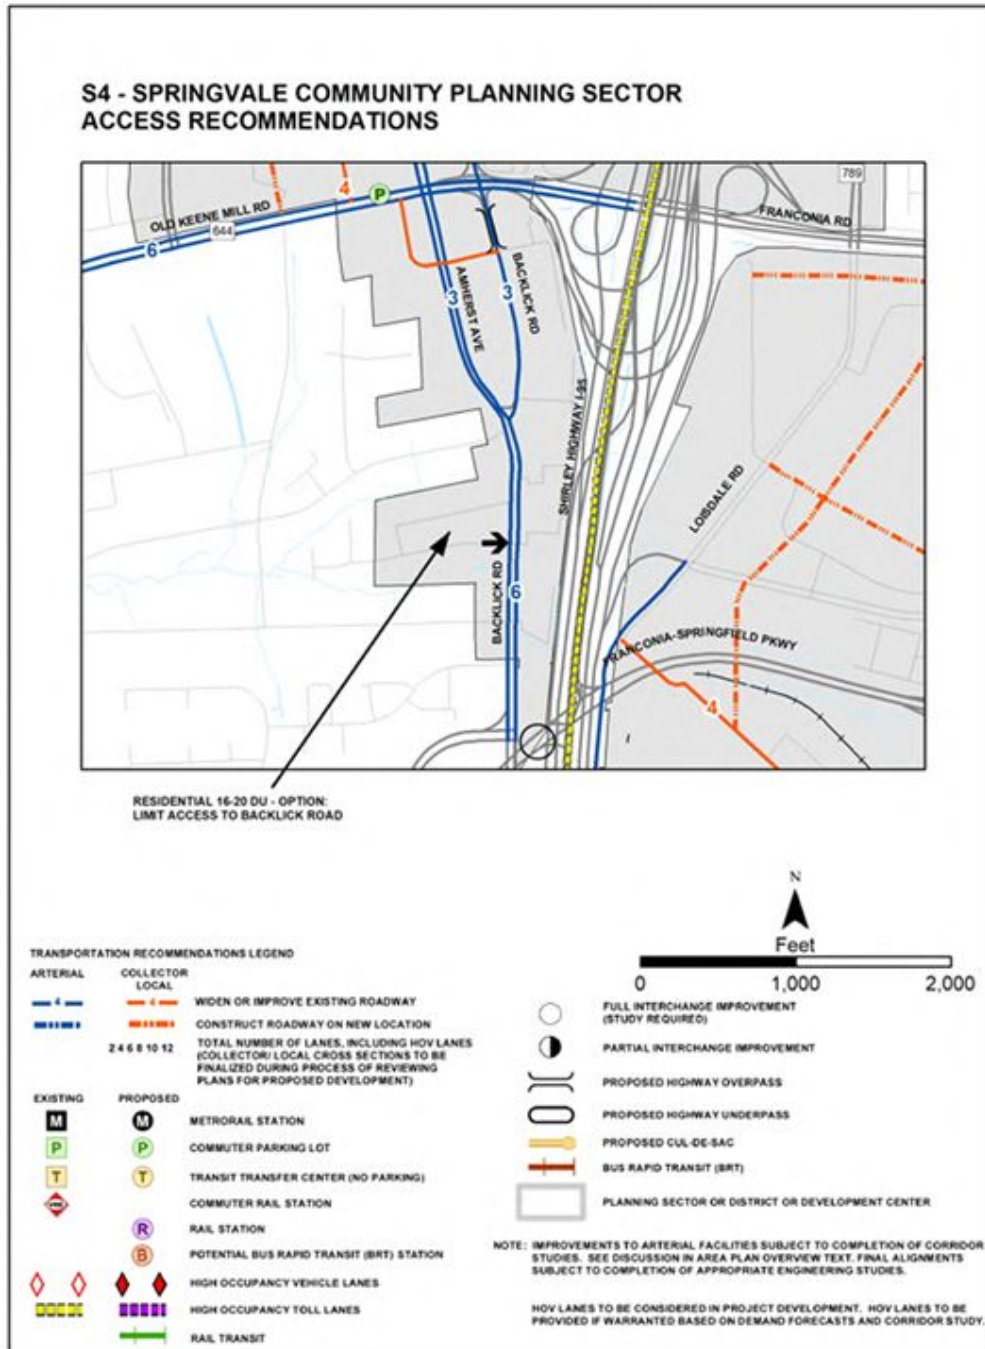 S4 - SPRINGVALE COMMUNITY PLANNING SECTOR
ACCESS RECOMMENDATIONS
789
4
P
OLD KEENE MILL RD
644
FRANCONIA RD
6
BACKLICK RD
AMHERST AVE
3
3
SHIRLEY HIGHWAY I-95
LOISDALE RD
BACKLICK RD
6
FRANCONIA-SPRINGFIELD PKWY
4
RESIDENTIAL 16-20 DU - OPTION:
LIMIT ACCESS TO BACKLICK ROAD
N
Feet
0 1,000 2,000
TRANSPORTATION RECOMMENDATIONS LEGEND
ARTERIAL COLLECTOR
LOCAL
4 4 WIDEN OR IMPROVE EXISTING ROADWAY
CONSTRUCT ROADWAY ON NEW LOCATION
2 4 6 8 10 12 TOTAL NUMBER OF LANES, INCLUDING HOV LANES
(COLLECTOR/ LOCAL CROSS SECTIONS TO BE
FINALIZED DURING PROCESS OF REVIEWING
PLANS FOR PROPOSED DEVELOPMENT)
EXISTING PROPOSED
M M METRORAIL STATION
P P COMMUTER PARKING LOT
T T TRANSIT TRANSFER CENTER (NO PARKING)
VRE COMMUTER RAIL STATION
R RAIL STATION
B POTENTIAL BUS RAPID TRANSIT (BRT) STATION
HIGH OCCUPANCY VEHICLE LANES
HIGH OCCUPANCY TOLL LANES
RAIL TRANSIT
FULL INTERCHANGE IMPROVEMENT
(STUDY REQUIRED)
PARTIAL INTERCHANGE IMPROVEMENT
PROPOSED HIGHWAY OVERPASS
PROPOSED HIGHWAY UNDERPASS
PROPOSED CUL-DE-SAC
BUS RAPID TRANSIT (BRT)
PLANNING SECTOR OR DISTRICT OR DEVELOPMENT CENTER
NOTE: IMPROVEMENTS TO ARTERIAL FACILITIES SUBJECT TO COMPLETION OF CORRIDOR
STUDIES. SEE DISCUSSION IN AREA PLAN OVERVIEW TEXT. FINAL ALIGNMENTS
SUBJECT TO COMPLETION OF APPROPRIATE ENGINEERING STUDIES.
HOV LANES TO BE CONSIDERED IN PROJECT DEVELOPMENT. HOV LANES TO BE
PROVIDED IF WARRANTED BASED ON DEMAND FORECASTS AND CORRIDOR STUDY.